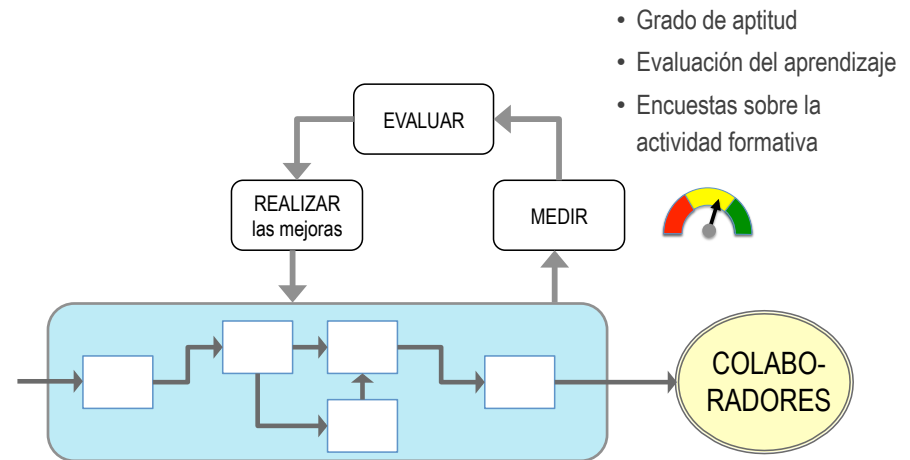 • Grado de aptitud
• Evaluación del aprendizaje
• Encuestas sobre la
actividad formativa
EVALUAR
REALIZAR
las mejoras
MEDIR
COLABO-
RADORES